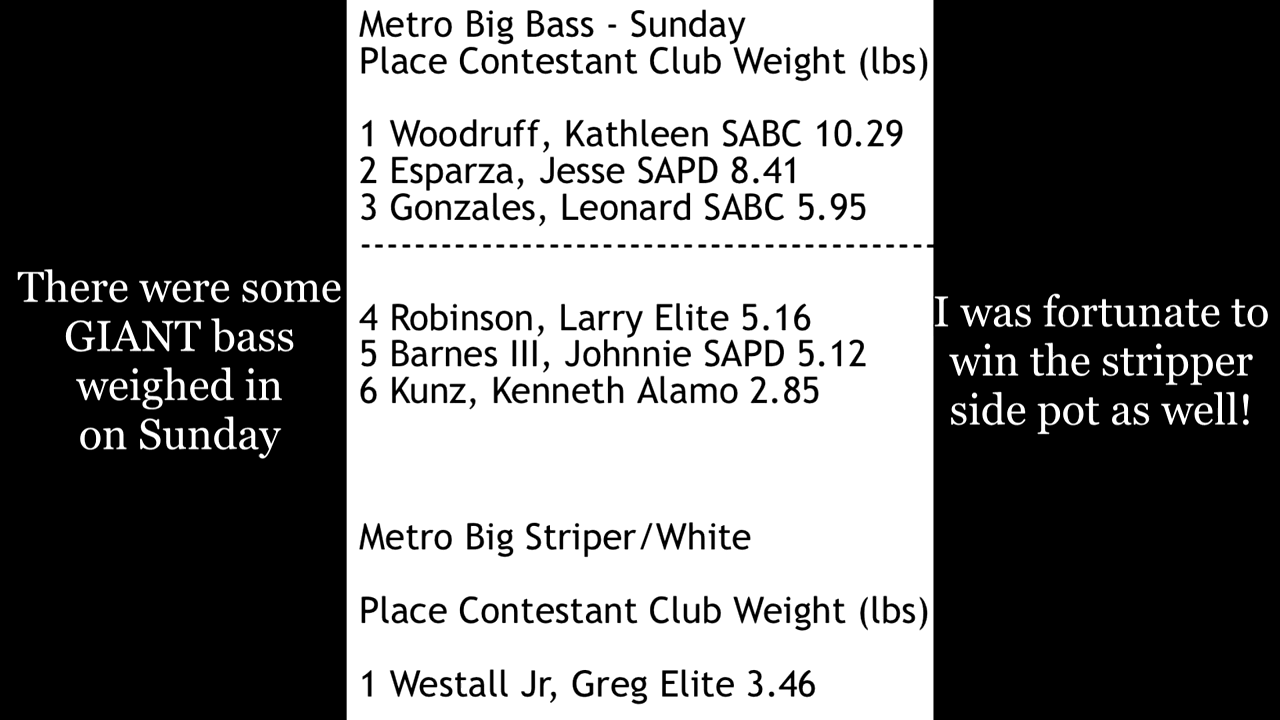 There were some
GIANT bass
weighed in
on Sunday
Metro Big Bass - Sunday
Place Contestant Club Weight (lbs)
1 Woodruff, Kathleen SABC 10.29
2 Esparza, Jesse SAPD 8.41
3 Gonzales, Leonard SABC 5.95
------------------------------------------
4 Robinson, Larry Elite 5.16
5 Barnes III, Johnnie SAPD 5.12
6 Kunz, Kenneth Alamo 2.85
Metro Big Striper/White
Place Contestant Club Weight (lbs)
1 Westall Jr, Greg Elite 3.46
I was fortunate to
win the stripper
side pot as well!